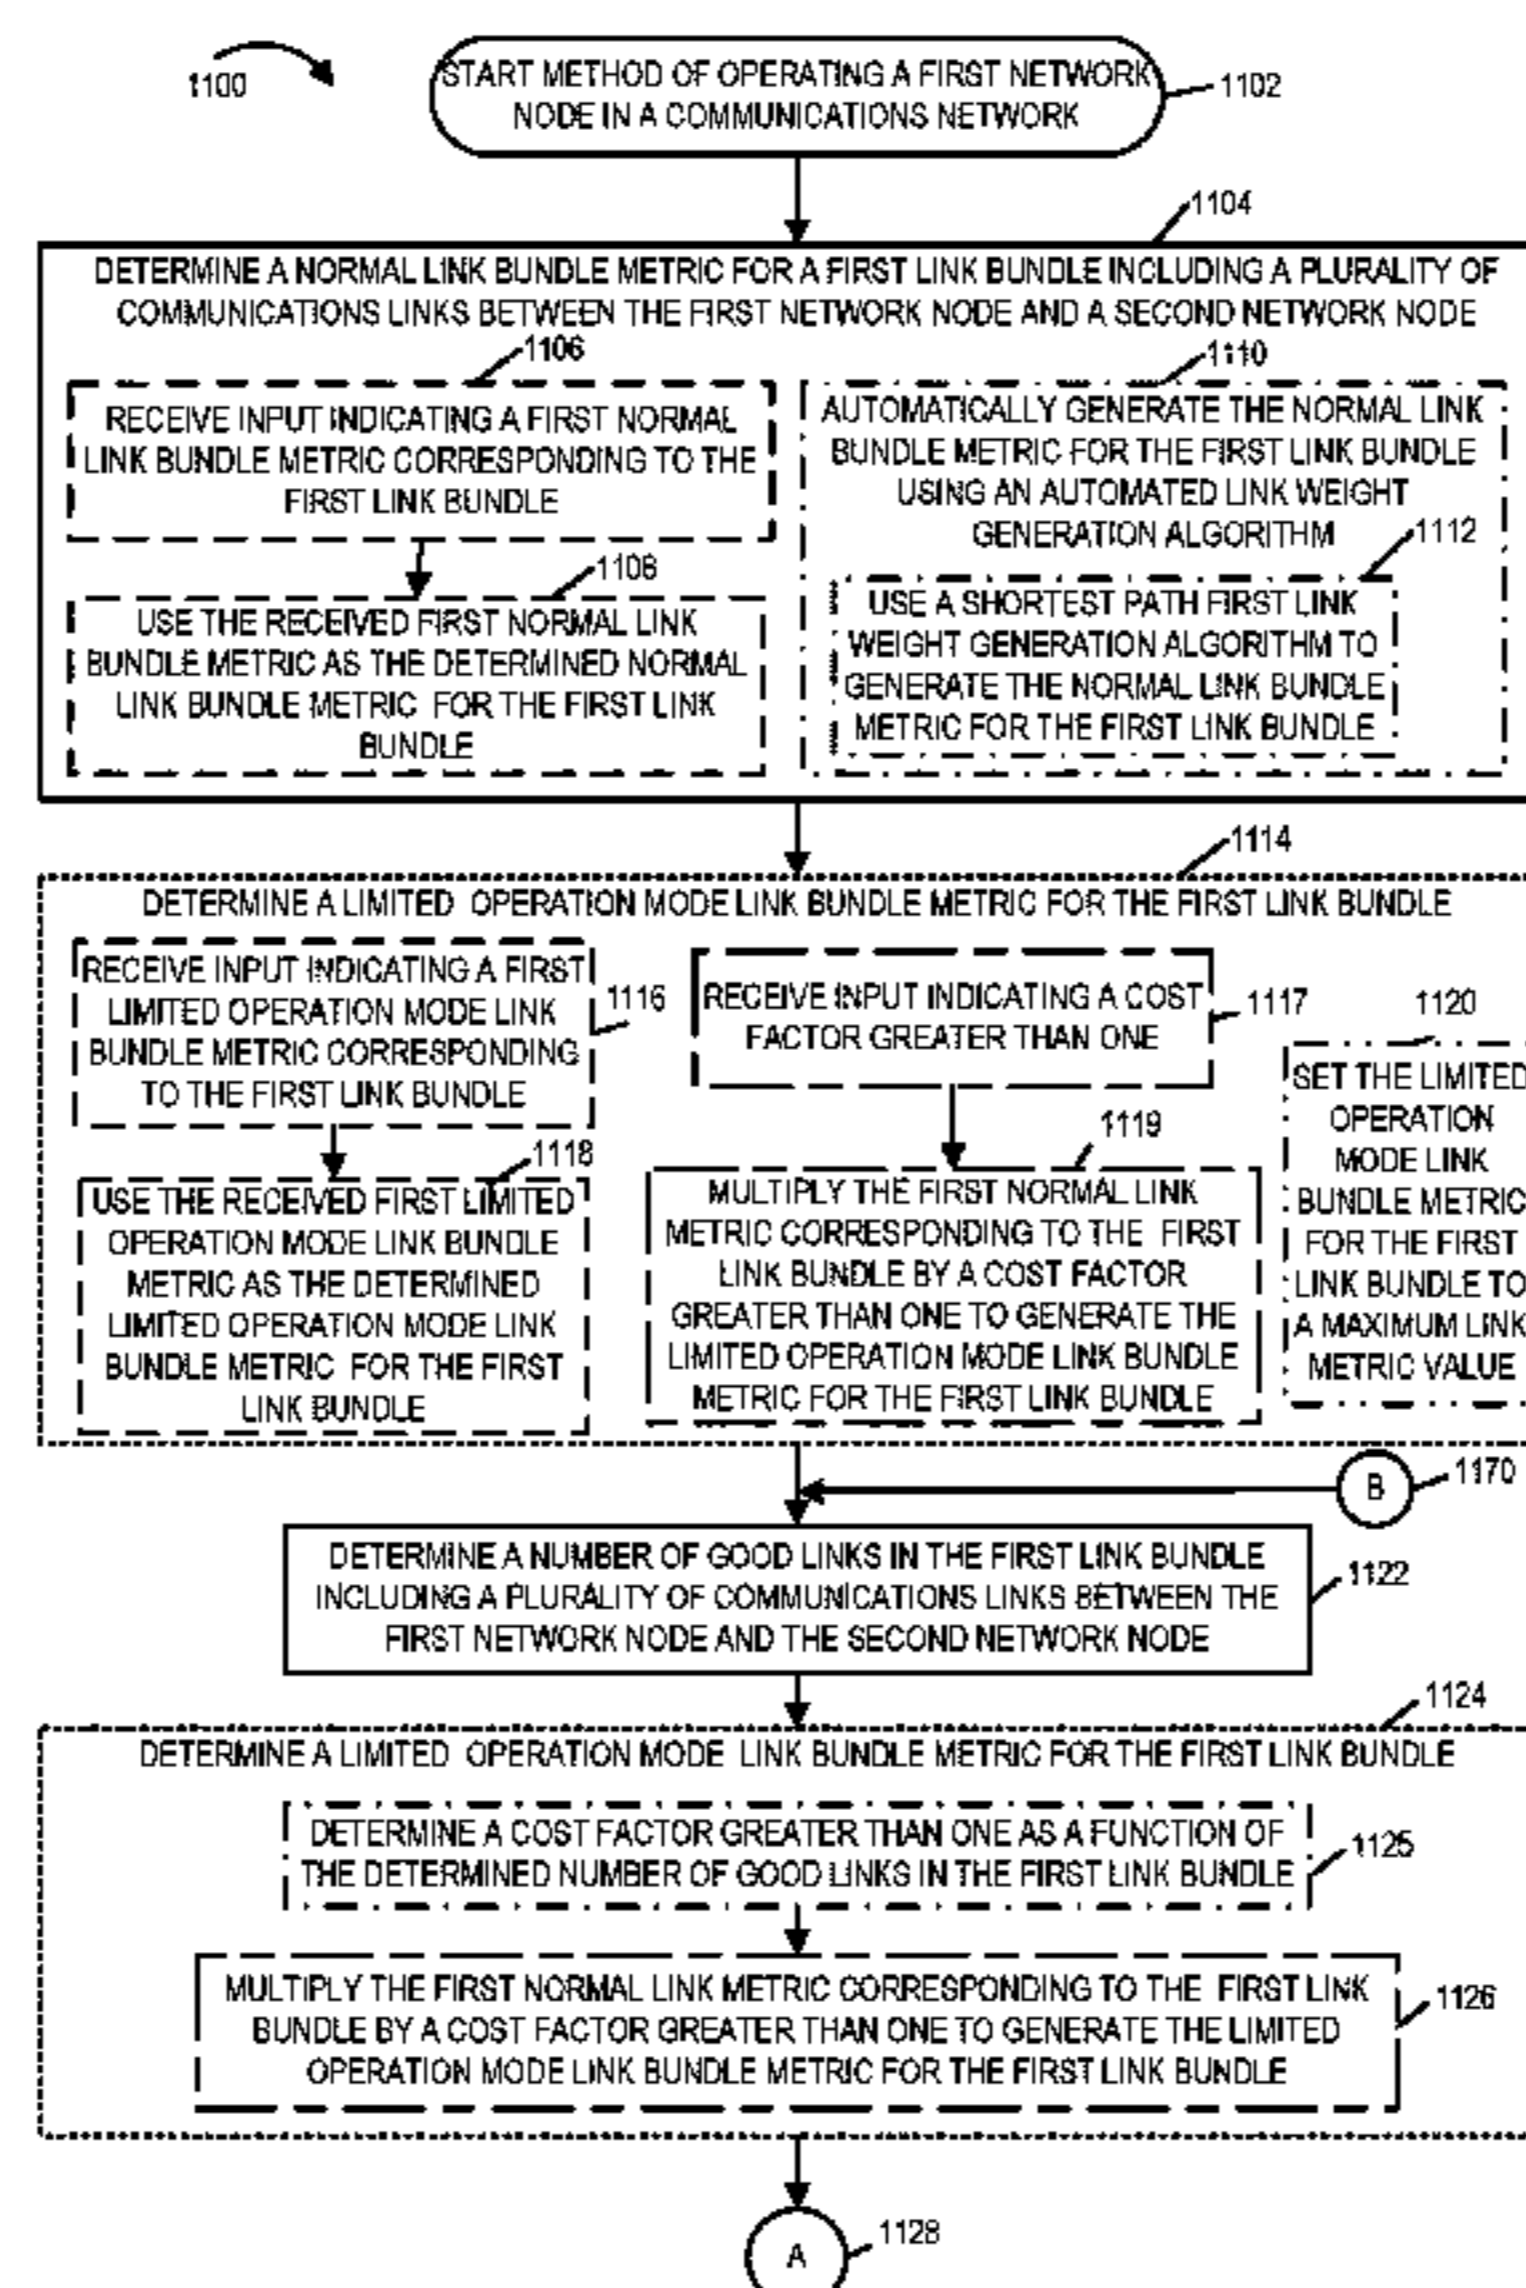 1100
START METHOD OF OPERATING A FIRST NETWORK
NODE IN A COMMUNICATIONS NETWORK
1102
1104
DETERMINE A NORMAL LINK BUNDLE METRIC FOR A FIRST LINK BUNDLE INCLUDING A PLURALITY OF
COMMUNICATIONS LINKS BETWEEN THE FIRST NETWORK NODE AND A SECOND NETWORK NODE
1106
RECEIVE INPUT INDICATING A FIRST NORMAL
LINK BUNDLE METRIC CORRESPONDING TO THE
FIRST LINK BUNDLE
1108
USE THE RECEIVED FIRST NORMAL LINK
BUNDLE METRIC AS THE DETERMINED NORMAL
LINK BUNDLE METRIC FOR THE FIRST LINK
BUNDLE
1110
AUTOMATICALLY GENERATE THE NORMAL LINK
BUNDLE METRIC FOR THE FIRST LINK BUNDLE
USING AN AUTOMATED LINK WEIGHT
GENERATION ALGORITHM
1112
USE A SHORTEST PATH FIRST LINK
WEIGHT GENERATION ALGORITHM TO
GENERATE THE NORMAL LINK BUNDLE
METRIC FOR THE FIRST LINK BUNDLE
1114
DETERMINE A LIMITED OPERATION MODE LINK BUNDLE METRIC FOR THE FIRST LINK BUNDLE
RECEIVE INPUT INDICATING A FIRST
LIMITED OPERATION MODE LINK
BUNDLE METRIC CORRESPONDING
TO THE FIRST LINK BUNDLE
1116
1118
USE THE RECEIVED FIRST LIMITED
OPERATION MODE LINK BUNDLE
METRIC AS THE DETERMINED
LIMITED OPERATION MODE LINK
BUNDLE METRIC FOR THE FIRST
LINK BUNDLE
RECEIVE INPUT INDICATING A COST
FACTOR GREATER THAN ONE
1117
1119
MULTIPLY THE FIRST NORMAL LINK
METRIC CORRESPONDING TO THE FIRST
LINK BUNDLE BY A COST FACTOR
GREATER THAN ONE TO GENERATE THE
LIMITED OPERATION MODE LINK BUNDLE
METRIC FOR THE FIRST LINK BUNDLE
1120
SET THE LIMITED
OPERATION
MODE LINK
BUNDLE METRIC
FOR THE FIRST
LINK BUNDLE TO
A MAXIMUM LINK
METRIC VALUE
B
1170
DETERMINE A NUMBER OF GOOD LINKS IN THE FIRST LINK BUNDLE
INCLUDING A PLURALITY OF COMMUNICATIONS LINKS BETWEEN THE
FIRST NETWORK NODE AND THE SECOND NETWORK NODE
1122
1124
DETERMINE A LIMITED OPERATION MODE LINK BUNDLE METRIC FOR THE FIRST LINK BUNDLE
DETERMINE A COST FACTOR GREATER THAN ONE AS A FUNCTION OF
THE DETERMINED NUMBER OF GOOD LINKS IN THE FIRST LINK BUNDLE
1125
MULTIPLY THE FIRST NORMAL LINK METRIC CORRESPONDING TO THE FIRST LINK
BUNDLE BY A COST FACTOR GREATER THAN ONE TO GENERATE THE LIMITED
OPERATION MODE LINK BUNDLE METRIC FOR THE FIRST LINK BUNDLE
1126
A
1128